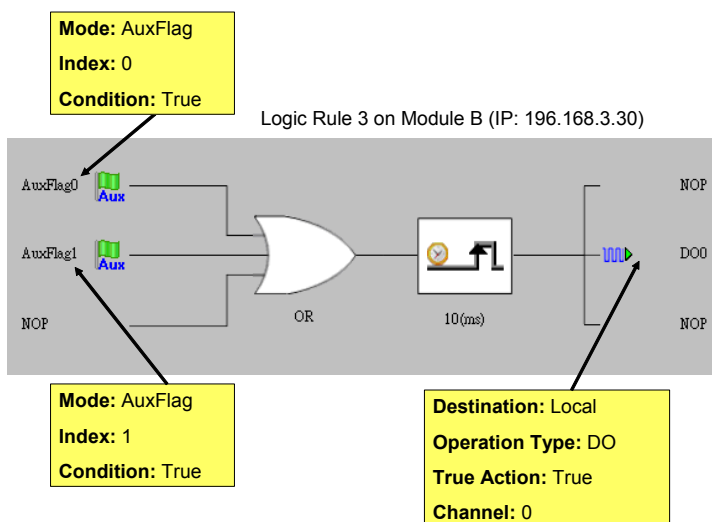 Mode: AuxFlag
Index: 0
Condition: True
Logic Rule 3 on Module B (IP: 196.168.3.30)
AuxFlag0
Aux
NOP
AuxFlag1
Aux
DO0
NOP
OR
10(ms)
NOP
Mode: AuxFlag
Index: 1
Condition: True
Destination: Local
Operation Type: DO
True Action: True
Channel: 0